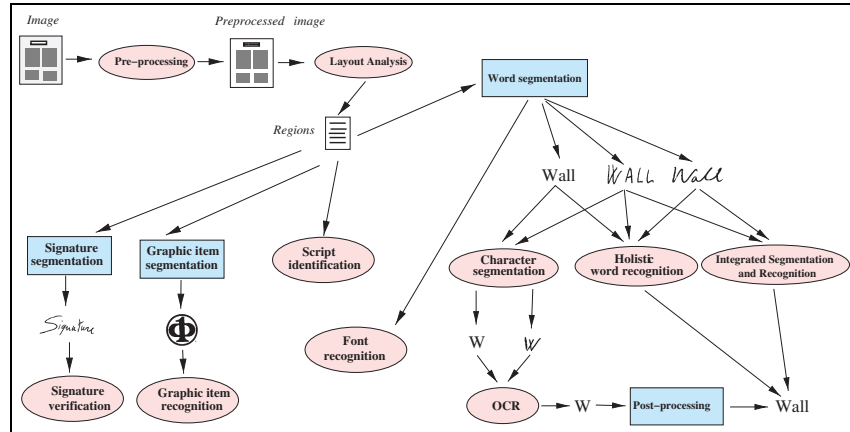 Image
Preprocessed image
Pre-processing
Layout Analysis
Word segmentation
Regions
Wall
WALL
Wall
Signature
segmentation
Graphic item
segmentation
Script
identification
Character
segmentation
Holistic
word recognition
Integrated Segmentation
and Recognition
Signature
Φ
Font
recognition
W
W
Signature
verification
Graphic item
recognition
OCR
W
Post-processing
Wall